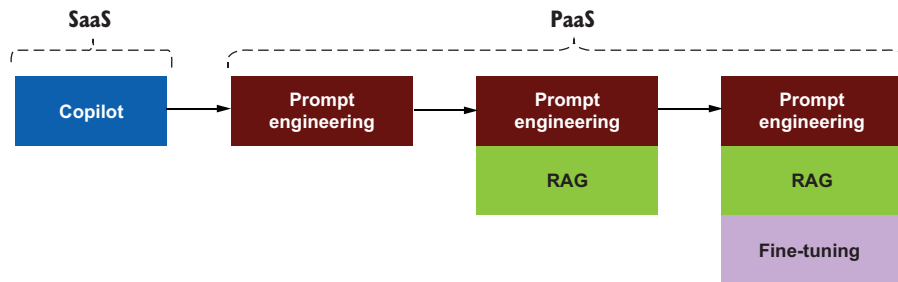 SaaS
PaaS
Copilot
Prompt
engineering
Prompt
engineering
Prompt
engineering
RAG
RAG
Fine-tuning